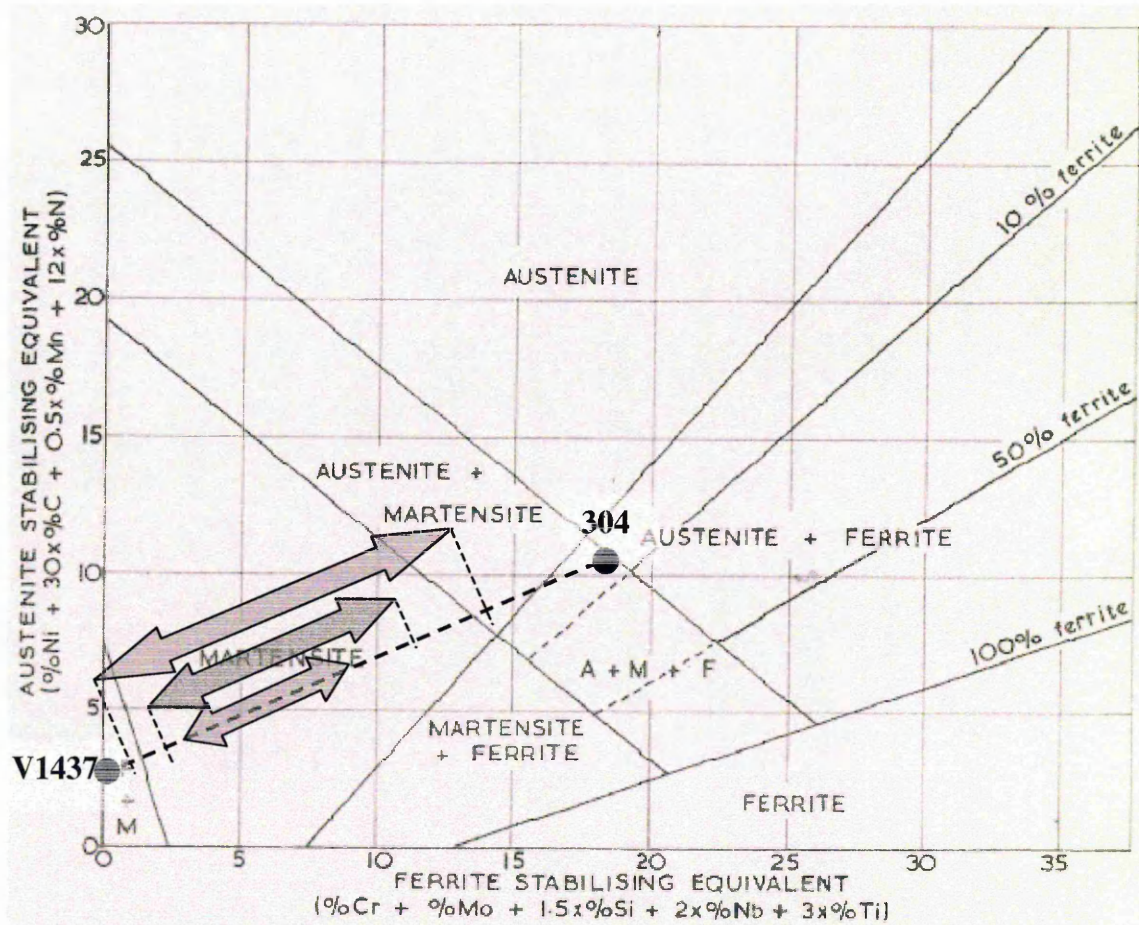 30
25
20
15
10
5
0
AUSTENITE STABILISING EQUIVALENT
(%Ni + 30x%C + 0.5x%Mn + 12x%N)
AUSTENITE
10% ferrite
50% ferrite
100% ferrite
AUSTENITE +
MARTENSITE
304
AUSTENITE + FERRITE
MARTENSITE
A + M + F
MARTENSITE
+ FERRITE
V1437
+
M
FERRITE
0 5 10 15 20 25 30 35
FERRITE STABILISING EQUIVALENT
(%Cr + %Mo + 1.5x%Si + 2x%Nb + 3x%Ti)